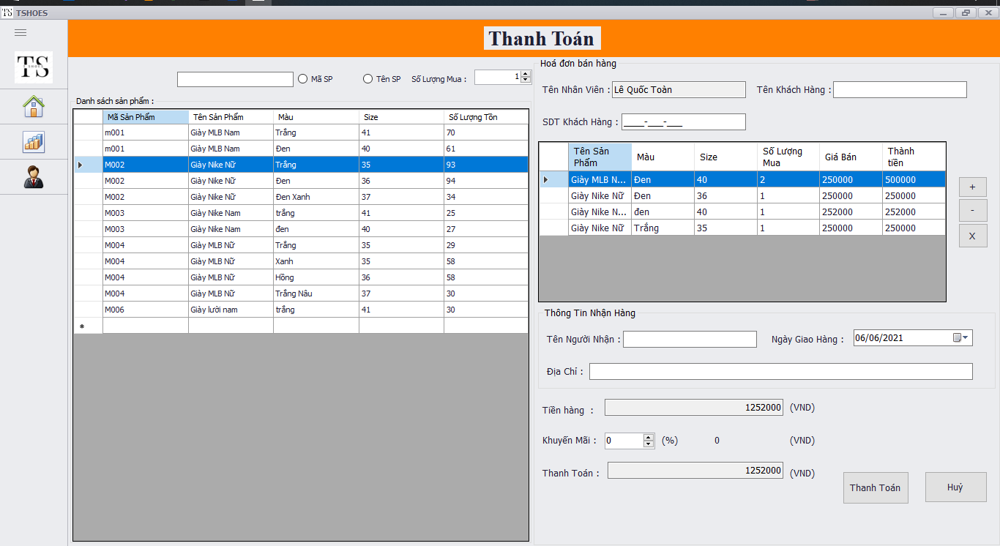 TS TSHOES
Thanh Toán
TS
SHOES
Mã SP Tên SP Số Lượng Mua : 1
Danh sách sản phẩm :
Mã Sản Phẩm Tên Sản Phẩm Màu Size Số Lượng Tồn
m001 Giày MLB Nam Trắng 41 70
m001 Giày MLB Nam Đen 40 61
M002 Giày Nike Nữ Trắng 35 93
M002 Giày Nike Nữ Đen 36 94
M002 Giày Nike Nữ Đen Xanh 37 34
M003 Giày Nike Nam trắng 41 25
M003 Giày Nike Nam đen 40 27
M004 Giày MLB Nữ Trắng 35 29
M004 Giày MLB Nữ Xanh 35 58
M004 Giày MLB Nữ Hồng 36 58
M004 Giày MLB Nữ Trắng Nâu 37 30
M006 Giày lười nam trắng 41 30
Hoá đơn bán hàng
Tên Nhân Viên : Lê Quốc Toàn Tên Khách Hàng :
SDT Khách Hàng : ____-___-___
Tên Sản Phẩm Màu Size Số Lượng Mua Giá Bán Thành tiền
Giày MLB N... Đen 40 2 250000 500000
Giày Nike Nữ Đen 36 1 250000 250000
Giày Nike N... đen 40 1 252000 252000
Giày Nike Nữ Trắng 35 1 250000 250000
+
-
X
Thông Tin Nhận Hàng
Tên Người Nhận : Ngày Giao Hàng : 06/06/2021
Địa Chỉ :
Tiền hàng : 1252000 (VND)
Khuyến Mãi : 0 (%) 0 (VND)
Thanh Toán : 1252000 (VND)
Thanh Toán Huỷ